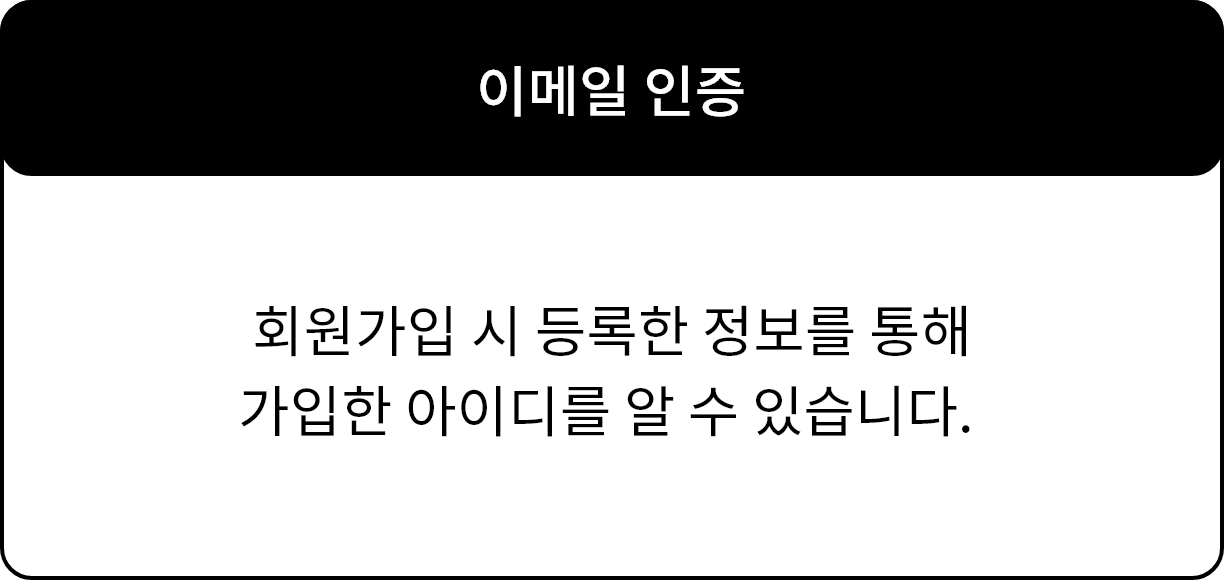 이메일 인증
회원가입 시 등록한 정보를 통해
가입한 아이디를 알 수 있습니다.